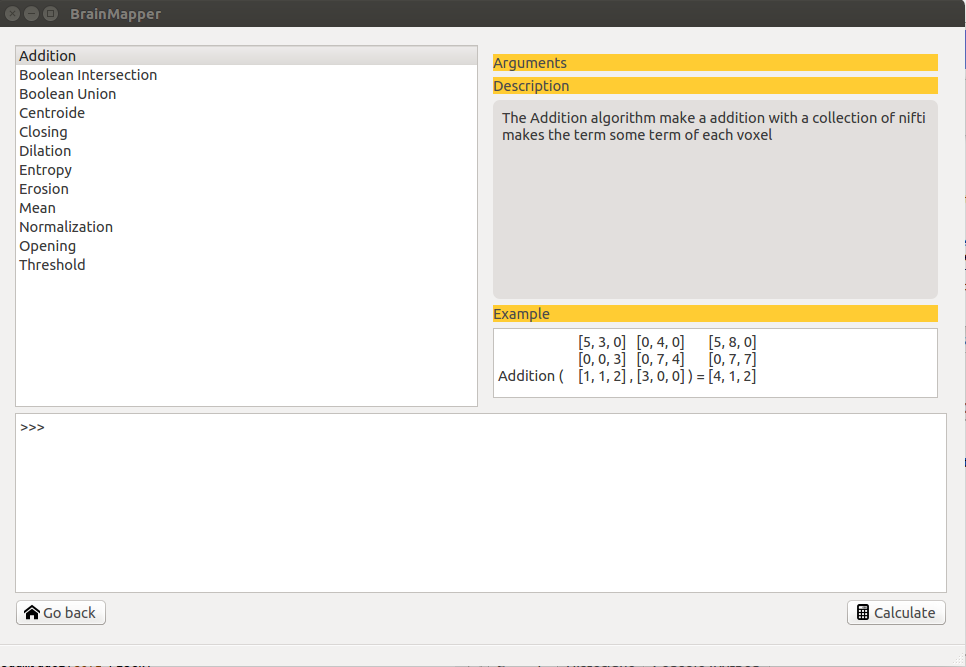 BrainMapper
Addition
Boolean Intersection
Boolean Union
Centroide
Closing
Dilation
Entropy
Erosion
Mean
Normalization
Opening
Threshold
Arguments
Description
The Addition algorithm make a addition with a collection of nifti
makes the term some term of each voxel
Example
[5, 3, 0] [0, 4, 0] [5, 8, 0]
[0, 0, 3] [0, 7, 4] [0, 7, 7]
Addition ( [1, 1, 2] , [3, 0, 0] ) = [4, 1, 2]
>>>
Go back
Calculate